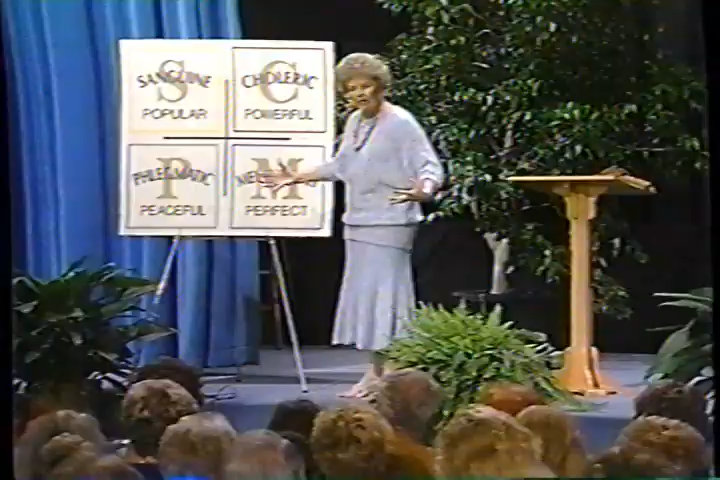 SANGUINE
S
POPULAR
CHOLERIC
C
POWERFUL
PHLEGMATIC
P
PEACEFUL
M
PERFECT